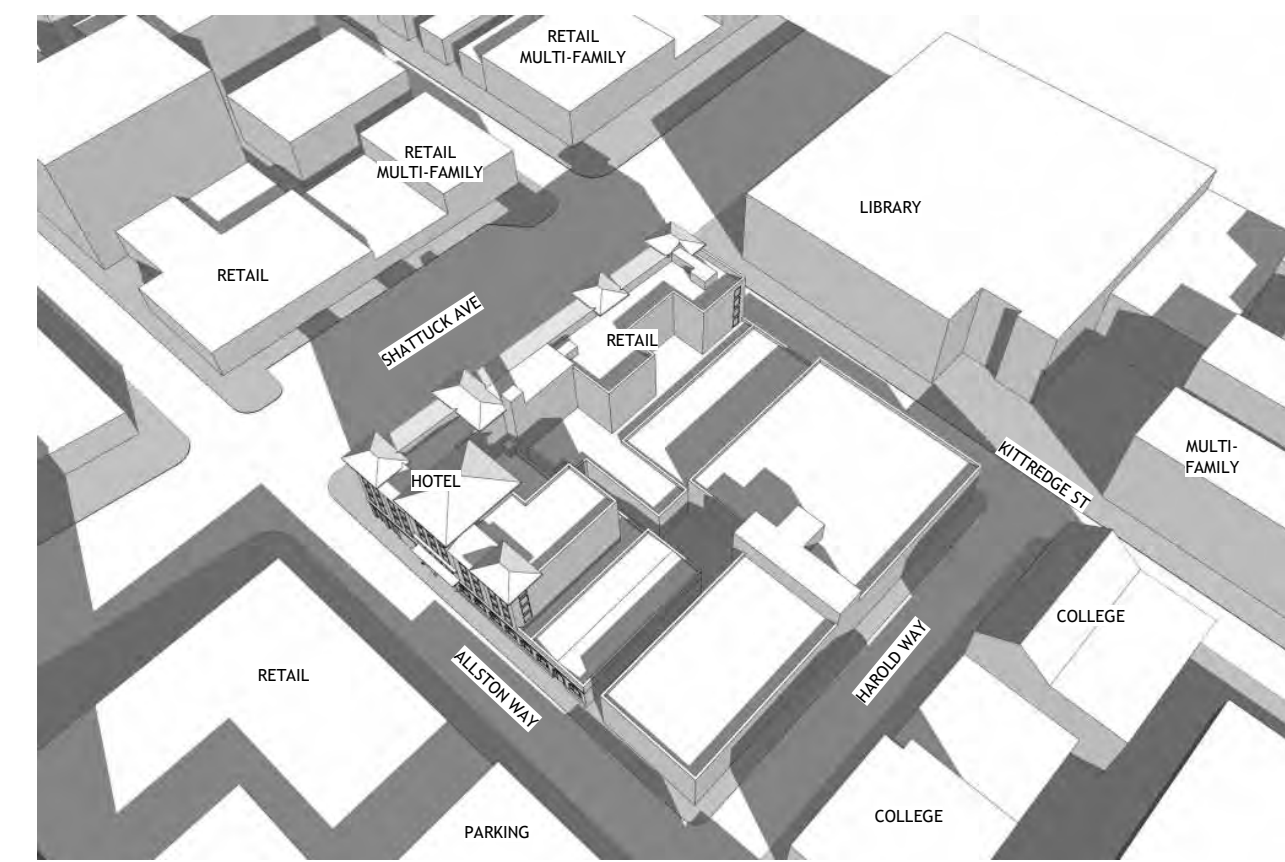 RETAIL
MULTI-FAMILY
RETAIL
MULTI-FAMILY
LIBRARY
RETAIL
SHATTUCK AVE
RETAIL
HOTEL
KITTREDGE ST
MULTI-
FAMILY
COLLEGE
RETAIL
ALLSTON WAY
HAROLD WAY
COLLEGE
PARKING